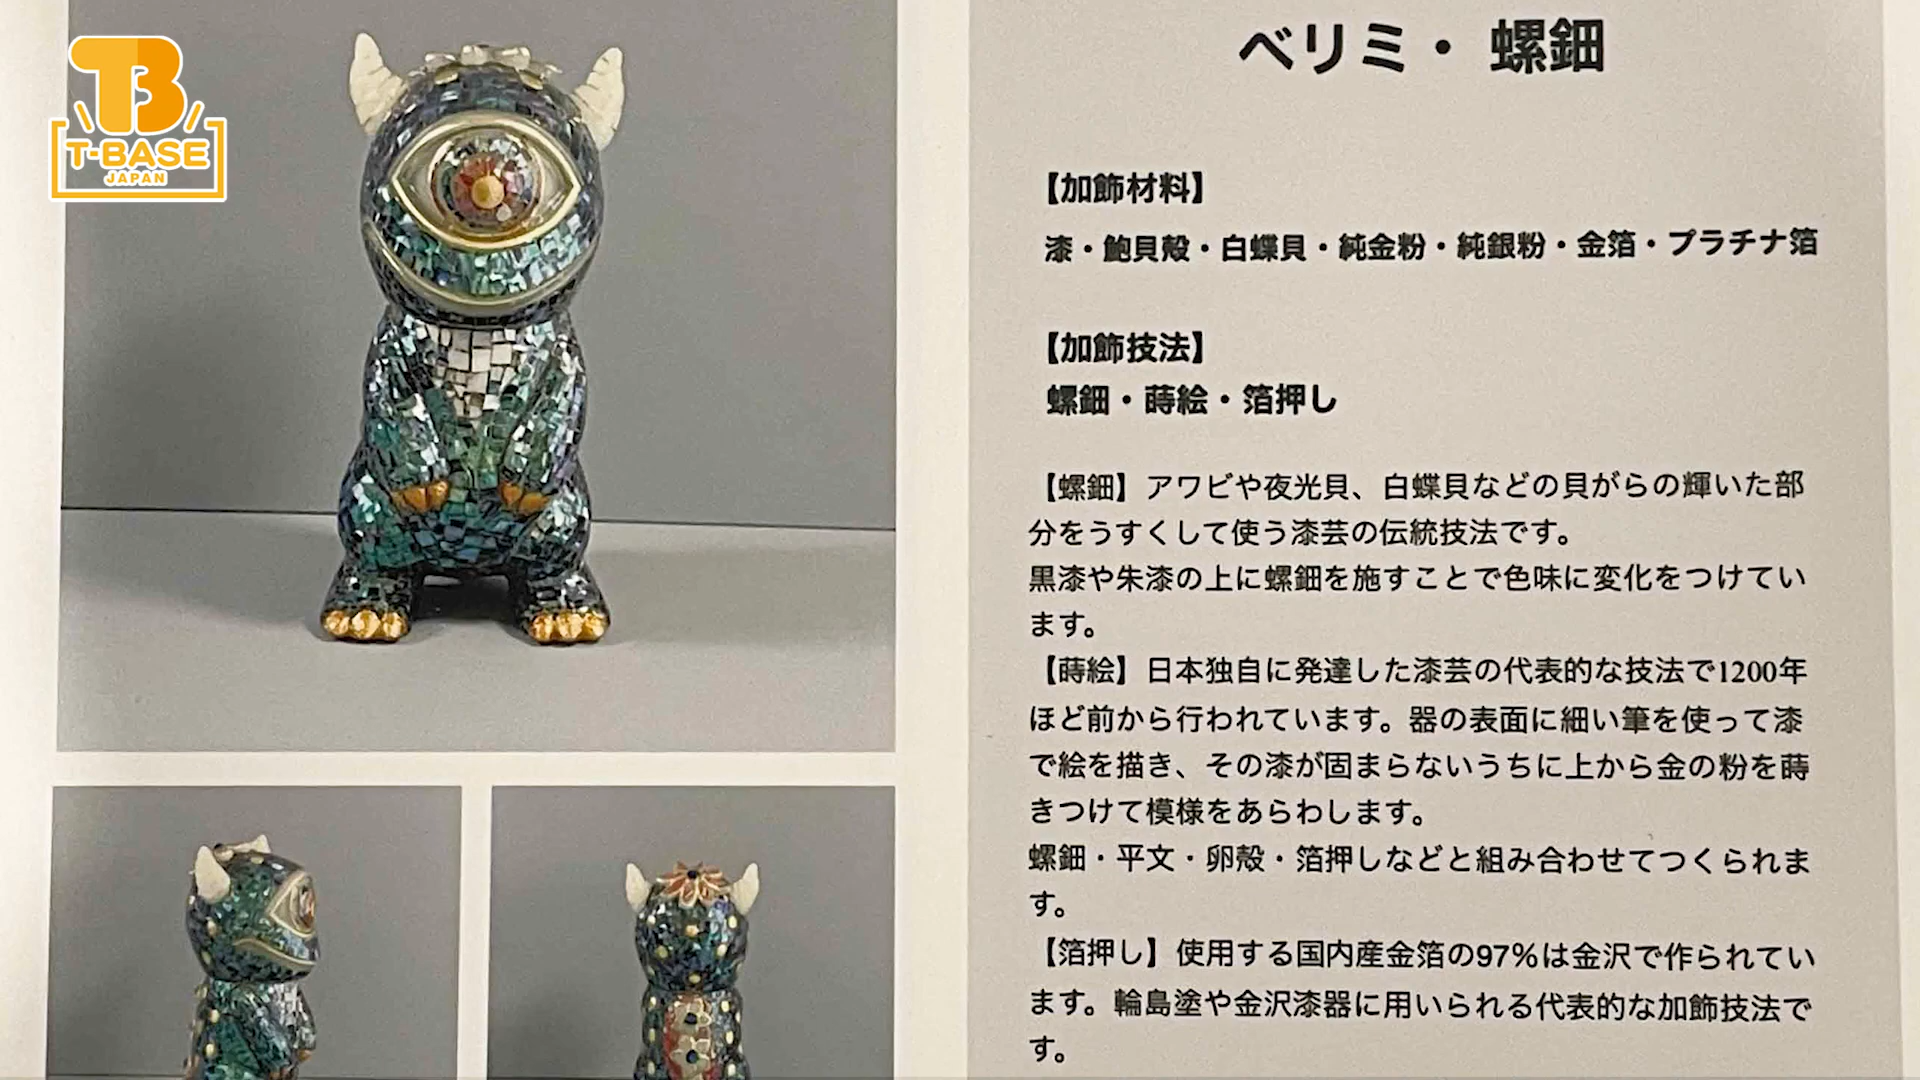 TB
T-BASE
JAPAN
ベリミ・螺鈿
【加飾材料】
漆・鮑貝殻・白蝶貝・純金粉・純銀粉・金箔・プラチナ箔
【加飾技法】
螺鈿・蒔絵・箔押し
【螺鈿】アワビや夜光貝、白蝶貝などの貝がらの輝いた部
分をうすくして使う漆芸の伝統技法です。
黒漆や朱漆の上に螺鈿を施すことで色味に変化をつけてい
ます。
【蒔絵】日本独自に発達した漆芸の代表的な技法で1200年
ほど前から行われています。器の表面に細い筆を使って漆
で絵を描き、その漆が固まらないうちに上から金の粉を蒔
きつけて模様をあらわします。
螺鈿・平文・卵殻・箔押しなどと組み合わせてつくられま
す。
【箔押し】使用する国内産金箔の97%は金沢で作られてい
ます。輪島塗や金沢漆器に用いられる代表的な加飾技法で
す。